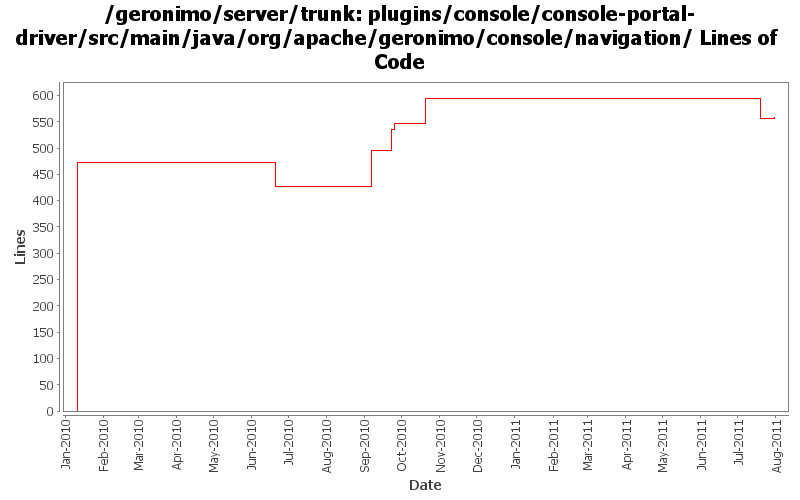 /geronimo/server/trunk: plugins/console/console-portal-
driver/src/main/java/org/apache/geronimo/console/navigation/ Lines of
Code
600
550
500
450
400
350
300
250
200
150
100
50
0
Lines
Jan-2010
Feb-2010
Mar-2010
Apr-2010
May-2010
Jun-2010
Jul-2010
Aug-2010
Sep-2010
Oct-2010
Nov-2010
Dec-2010
Jan-2011
Feb-2011
Mar-2011
Apr-2011
May-2011
Jun-2011
Jul-2011
Aug-2011
Date